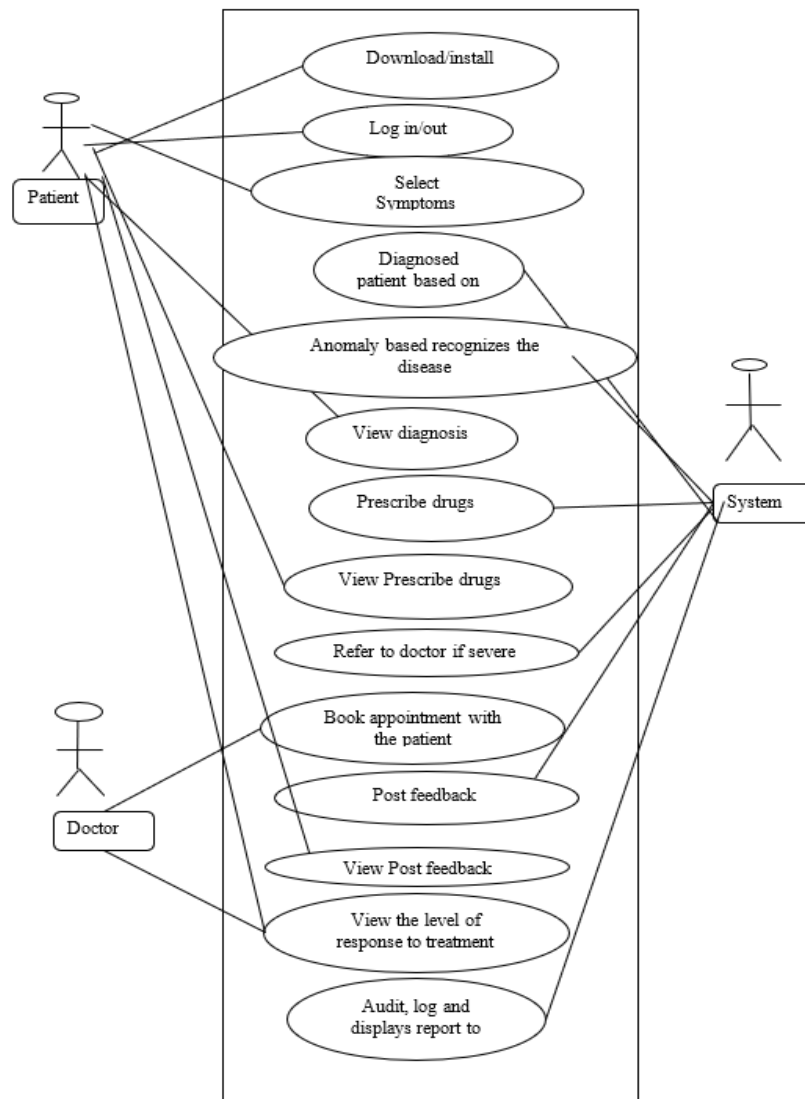 Download/install
Log in/out
Patient
Select
Symptoms
Diagnosed
patient based on
Anomaly based recognizes the
disease
View diagnosis
Prescribe drugs
System
View Prescribe drugs
Refer to doctor if severe
Book appointment with
the patient
Post feedback
Doctor
View Post feedback
View the level of
response to treatment
Audit, log and
displays report to